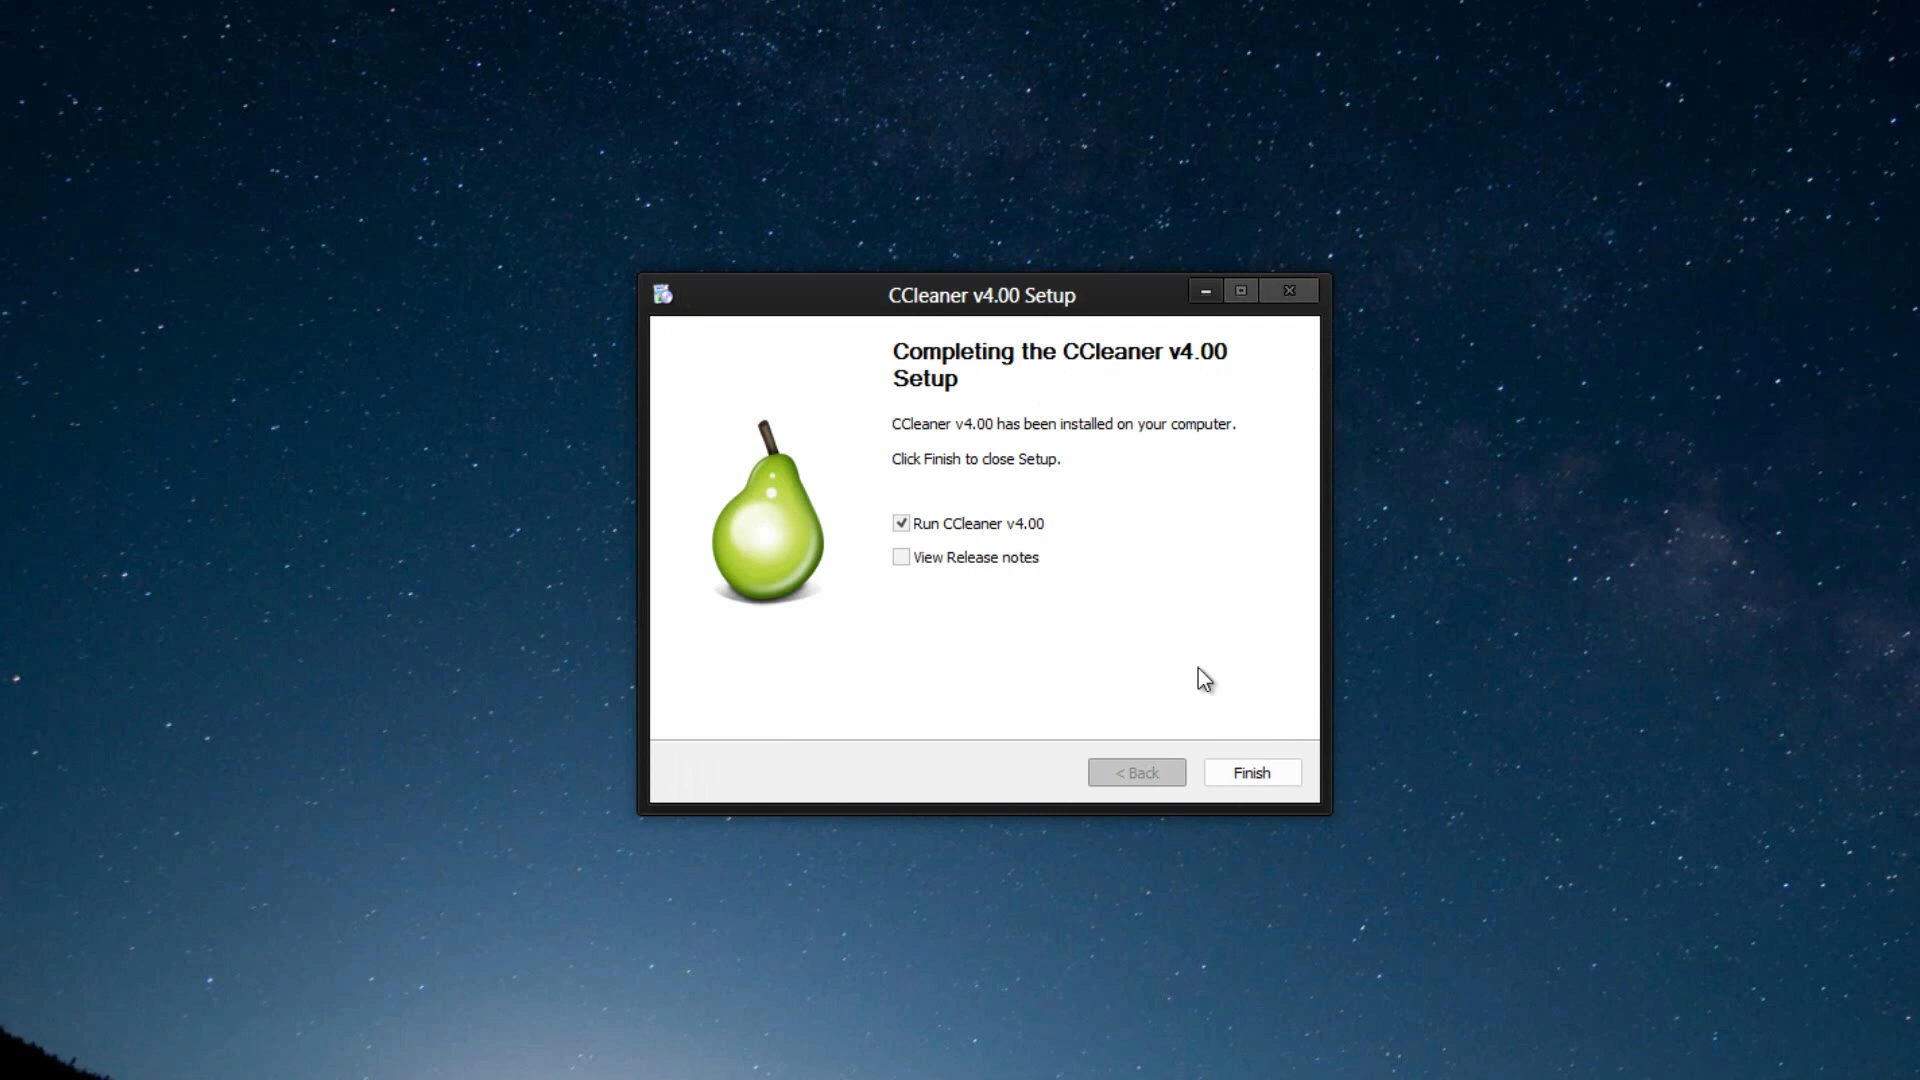 CCleaner v4.00 Setup
Completing the CCleaner v4.00
Setup
CCleaner v4.00 has been installed on your computer.
Click Finish to close Setup.
Run CCleaner v4.00
View Release notes
< Back
Finish